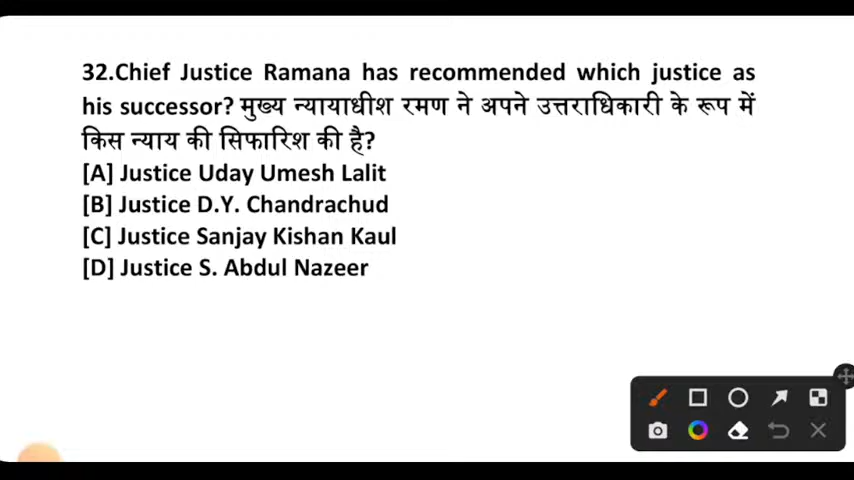 32.Chief Justice Ramana has recommended which justice as
his successor? मुख्य न्यायाधीश रमण ने अपने उत्तराधिकारी के रूप में
किस न्याय की सिफारिश की है?
[A] Justice Uday Umesh Lalit
[B] Justice D.Y. Chandrachud
[C] Justice Sanjay Kishan Kaul
[D] Justice S. Abdul Nazeer